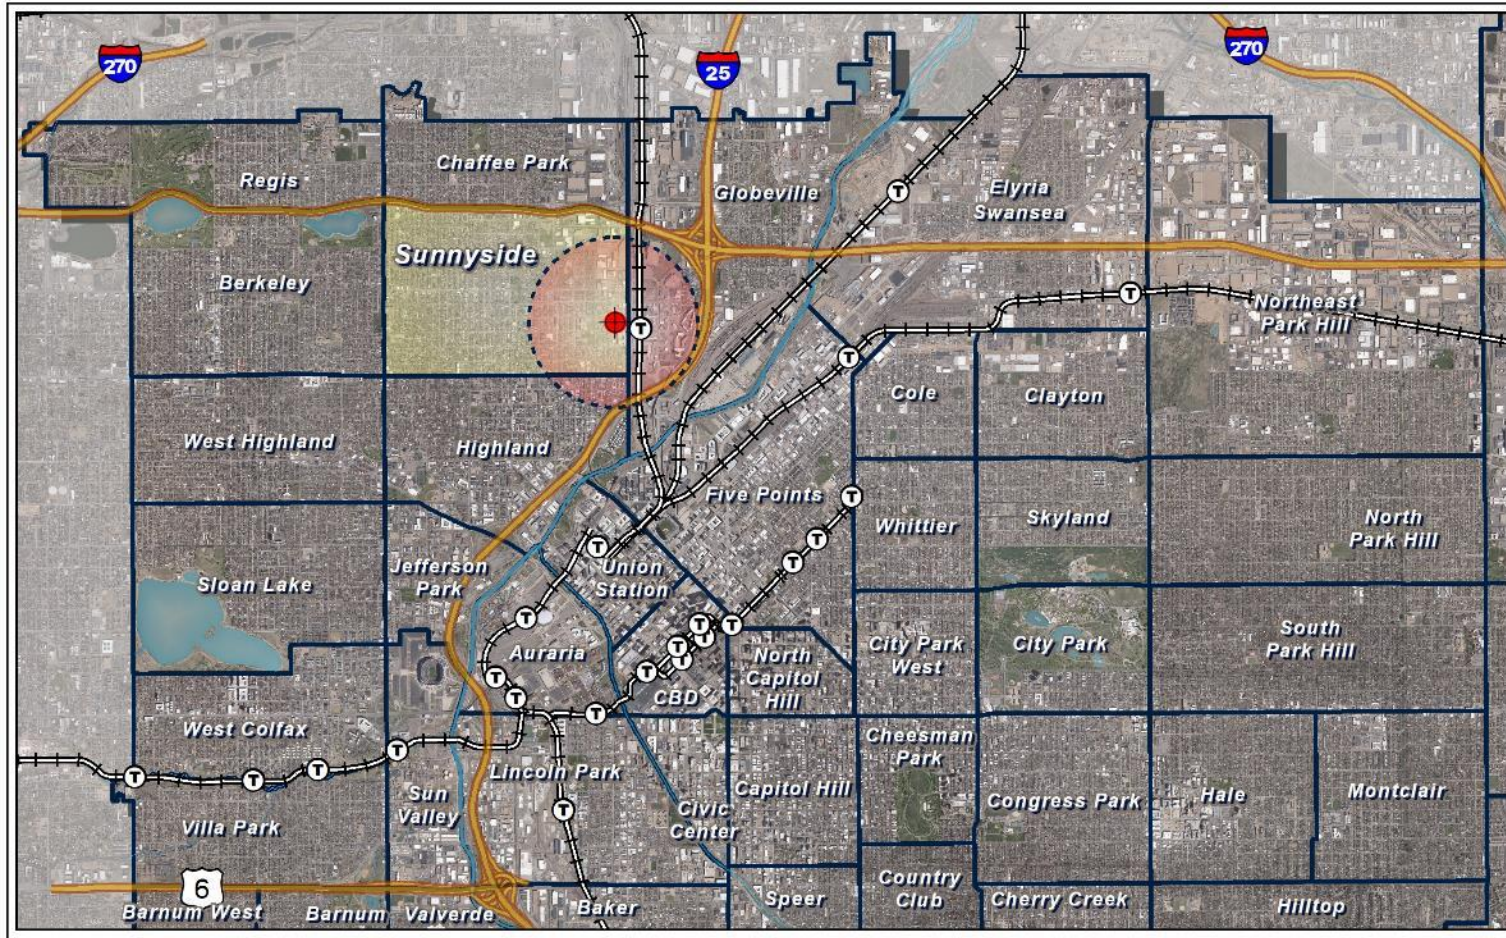 270
25
270
Chaffee Park
Regis
Globeville
Elyria
Swansea
Sunnyside
Berkeley
T
T
T
Northeast
Park Hill
T
Cole
Clayton
West Highland
Highland
Five Points
T
Whittier
Skyland
North
Park Hill
T
T
T
Union
Station
Jefferson
Park
Sloan Lake
T
T
T
T
T
T
T
T
Auraria
CBD
North
Capitol
Hill
City Park
West
City Park
South
Park Hill
T
T
T
West Colfax
T
T
T
T
Cheesman
Park
Lincoln Park
T
Sun
Valley
Civic
Center
Capitol Hill
Congress Park
Hale
Montclair
Villa Park
6
Barnum West
Barnum
Valverde
Baker
Speer
Country
Club
Cherry Creek
Hilltop